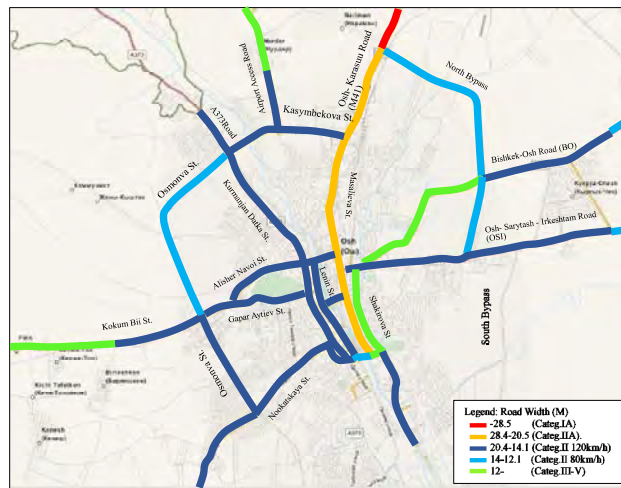 A373
Airport Access Road
Osh- Karasuu Road
(M41)
North Bypass
Kasymbekova St.
A373Road
Osmonva St.
Bishkek-Osh Road (BO)
Kurmanjan Datka St.
Massalieva St.
Osh- Sarytash - Irkeshtam Road
(OSI)
Osh
(Ош)
Alisher Navoi St.
Lenin St.
Gapar Aytiev St.
Kokum Bii St.
Shakirova St
South Bypass
Osmonva St.
Nookatskaya St.
A373
Legend: Road Width (M)
-28.5 (Categ.IA)
28.4-20.5 (Categ.IIA).
20.4-14.1 (Categ.II 120km/h)
14-12.1 (Categ.II 80km/h)
12- (Categ.III-V)